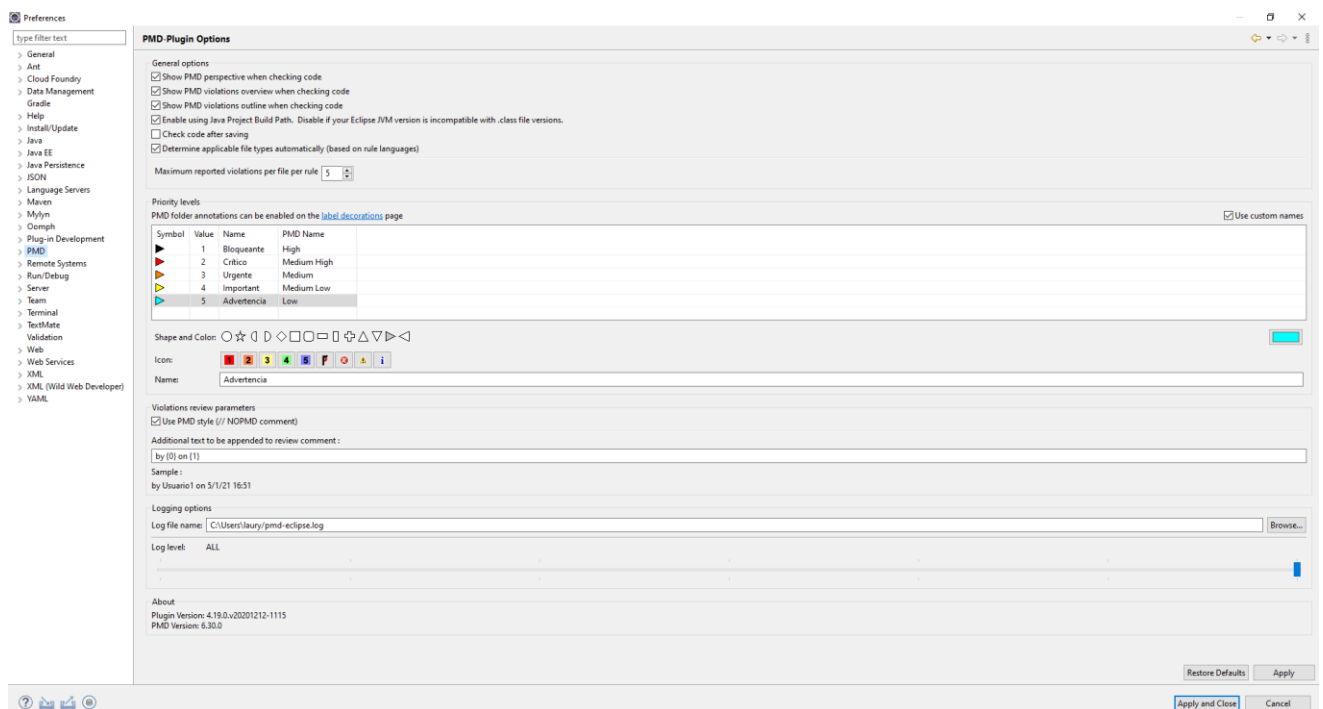 Preferences
type filter text
PMD-Plugin Options
General
Ant
Cloud Foundry
Data Management
Gradle
Help
Install/Update
Java
Java EE
Java Persistence
JSON
Language Servers
Maven
Mylyn
Oomph
Plug-in Development
PMD
Remote Systems
Run/Debug
Server
Team
Terminal
TextMate
Validation
Web
Web Services
XML
XML (Wild Web Developer)
YAML
General options
Show PMD perspective when checking code
Show PMD violations overview when checking code
Show PMD violations outline when checking code
Enable using Java Project Build Path. Disable if your Eclipse JVM version is incompatible with .class file versions.
Check code after saving
Determine applicable file types automatically (based on rule languages)
Maximum reported violations per file per rule 5
Priority levels
PMD folder annotations can be enabled on the label decorations page Use custom names
Symbol Value Name PMD Name
1 Bloqueante High
2 Crítico Medium High
3 Urgente Medium
4 Important Medium Low
5 Advertencia Low
Shape and Color:
Icon: 1 2 3 4 5 F i
Name: Advertencia
Violations review parameters
Use PMD style (// NOPMD comment)
Additional text to be appended to review comment :
by {0} on {1}
Sample :
by Usuario1 on 5/1/21 16:51
Logging options
Log file name: C:\Users\laury/pmd-eclipse.log Browse...
Log level: ALL
About
Plugin Version: 4.19.0.v20201212-1115
PMD Version: 6.30.0
Restore Defaults Apply
Apply and Close Cancel